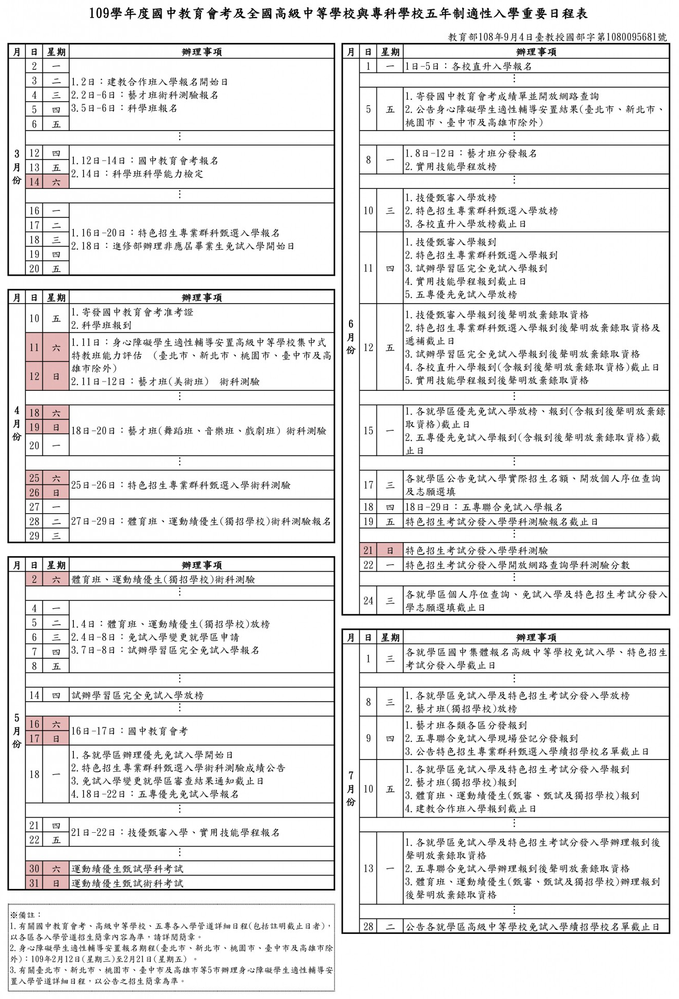 109學年度國中教育會考及全國高級中等學校與專科學校五年制適性入學重要日程表
教育部108年9月4日臺教授國部字第1080095681號
月 日 星期 辦理事項
3月份
2 一
3 二
4 三
5 四
6 五
1.2日：建教合作班入學報名開始日
2.2日-6日：藝才班術科測驗報名
3.5日-6日：科學班報名
⋮
12 四
13 五
14 六
1.12日-14日：國中教育會考報名
2.14日：科學班科學能力檢定
⋮
16 一
17 二
18 三
19 四
20 五
1.16日-20日：特色招生專業群科甄選入學報名
2.18日：進修部辦理非應屆畢業生免試入學開始日
月 日 星期 辦理事項
4月份
10 五
1.寄發國中教育會考准考證
2.科學班報到
11 六
12 日
1.11日：身心障礙學生適性輔導安置高級中等學校集中式
特教班能力評估 （臺北市、新北市、桃園市、臺中市及高
雄市除外）
2.11日-12日：藝才班(美術班） 術科測驗
⋮
18 六
19 日
20 一
18日-20日：藝才班(舞蹈班、音樂班、戲劇班）術科測驗
⋮
25 六
26 日
25日-26日：特色招生專業群科甄選入學術科測驗
27 一
28 二
29 三
27日-29日：體育班、運動績優生(獨招學校)術科測驗報名
月 日 星期 辦理事項
5月份
2 六 體育班、運動績優生(獨招學校)術科測驗
⋮
4 一
5 二
6 三
7 四
8 五
1.4日：體育班、運動績優生(獨招學校)放榜
2.4日-8日：免試入學變更就學區申請
3.7日-8日：試辦學習區完全免試入學報名
⋮
14 四 試辦學習區完全免試入學放榜
⋮
16 六
17 日
16日-17日：國中教育會考
18 一
1.各就學區辦理優先免試入學開始日
2.特色招生專業群科甄選入學術科測驗成績公告
3.免試入學變更就學區審查結果通知截止日
4.18日-22日：五專優先免試入學報名
⋮
21 四
22 五
21日-22日：技優甄審入學、實用技能學程報名
⋮
30 六 運動績優生甄試學科考試
31 日 運動績優生甄試術科考試
※備註：
1.有關國中教育會考、高級中等學校、五專各入學管道詳細日程(包括註明截止日者)，
以各區各入學管道招生簡章內容為準，請詳閱簡章。
2.身心障礙學生適性輔導安置報名期程(臺北市、新北市、桃園市、臺中市及高雄市除
外)：109年2月12日(星期三)至2月21日(星期五) 。
3.有關臺北市、新北市、桃園市、臺中市及高雄市等5市辦理身心障礙學生適性輔導安
置入學管道詳細日程，以公告之招生簡章為準。
月 日 星期 辦理事項
6月份
1 一 1日-5日：各校直升入學報名
⋮
5 五
1.寄發國中教育會考成績單並開放網路查詢
2.公告身心障礙學生適性輔導安置結果(臺北市、新北市、
桃園市、臺中市及高雄市除外）
⋮
8 一
1.8日-12日：藝才班分發報名
2.實用技能學程放榜
⋮
10 三
1.技優甄審入學放榜
2.特色招生專業群科甄選入學放榜
3.各校直升入學放榜截止日
11 四
1.技優甄審入學報到
2.特色招生專業群科甄選入學報到
3.試辦學習區完全免試入學報到
4.實用技能學程報到截止日
5.五專優先免試入學放榜
12 五
1.技優甄審入學報到後聲明放棄錄取資格
2.特色招生專業群科甄選入學報到後聲明放棄錄取資格及
遞補截止日
3.試辦學習區完全免試入學報到後聲明放棄錄取資格
4.各校直升入學報到(含報到後聲明放棄錄取資格)截止日
5.實用技能學程報到後聲明放棄錄取資格
⋮
15 一
1.各就學區優先免試入學放榜、報到(含報到後聲明放棄錄
取資格)截止日
2.五專優先免試入學報到(含報到後聲明放棄錄取資格)截
止日
⋮
17 三
各就學區公告免試入學實際招生名額、開放個人序位查詢
及志願選填
18 四 18日-29日：五專聯合免試入學報名
19 五 特色招生考試分發入學學科測驗報名截止日
⋮
21 日 特色招生考試分發入學學科測驗
22 一 特色招生考試分發入學開放網路查詢學科測驗分數
⋮
24 三
各就學區個人序位查詢、免試入學及特色招生考試分發入
學志願選填截止日
月 日 星期 辦理事項
7月份
1 三
各就學區國中集體報名高級中等學校免試入學、特色招生
考試分發入學截止日
⋮
8 三
1.各就學區免試入學及特色招生考試分發入學放榜
2.藝才班(獨招學校)放榜
9 四
1.藝才班各類各區分發報到
2.五專聯合免試入學現場登記分發報到
3.公告特色招生專業群科甄選入學續招學校名單截止日
10 五
1.各就學區免試入學及特色招生考試分發入學報到
2.藝才班(獨招學校)報到
3.體育班、運動績優生(甄審、甄試及獨招學校)報到
4.建教合作班入學報到截止日
⋮
13 一
1.各就學區免試入學及特色招生考試分發入學辦理報到後
聲明放棄錄取資格
2.五專聯合免試入學辦理報到後聲明放棄錄取資格
3.體育班、運動績優生(甄審、甄試及獨招學校)辦理報到
後聲明放棄錄取資格
⋮
28 二 公告各就學區高級中等學校免試入學續招學校名單截止日